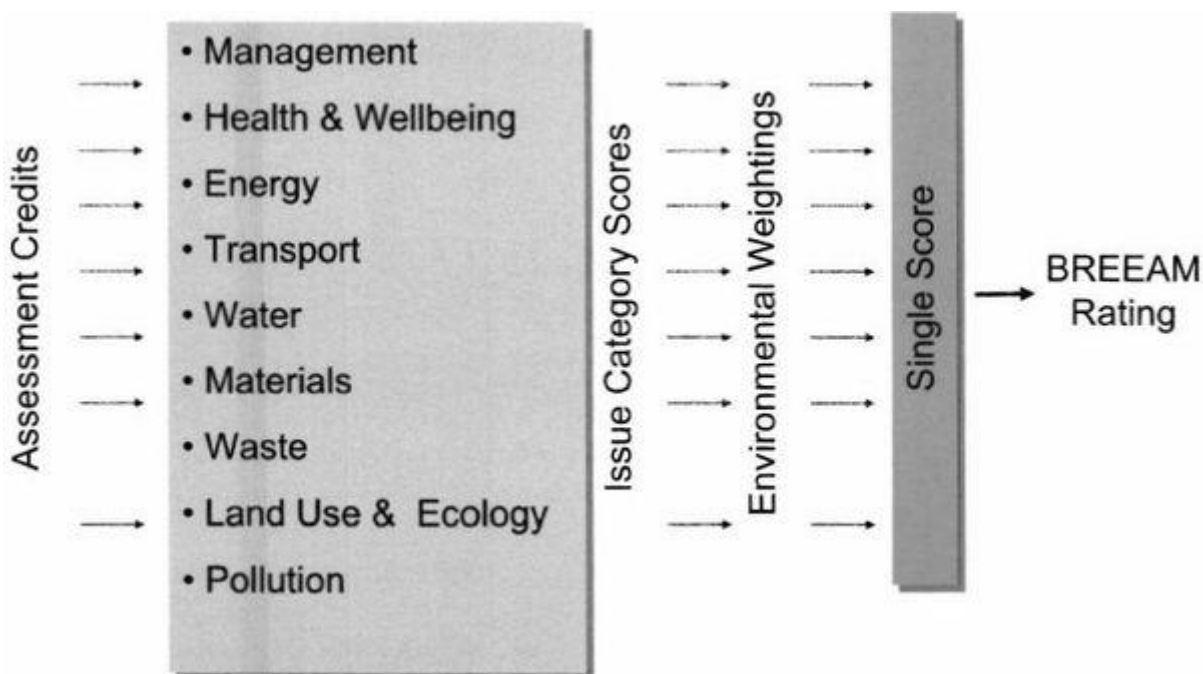 Assessment Credits
• Management
• Health & Wellbeing
• Energy
• Transport
• Water
• Materials
• Waste
• Land Use & Ecology
• Pollution
Issue Category Scores
Environmental Weightings
Single Score
BREEAM
Rating